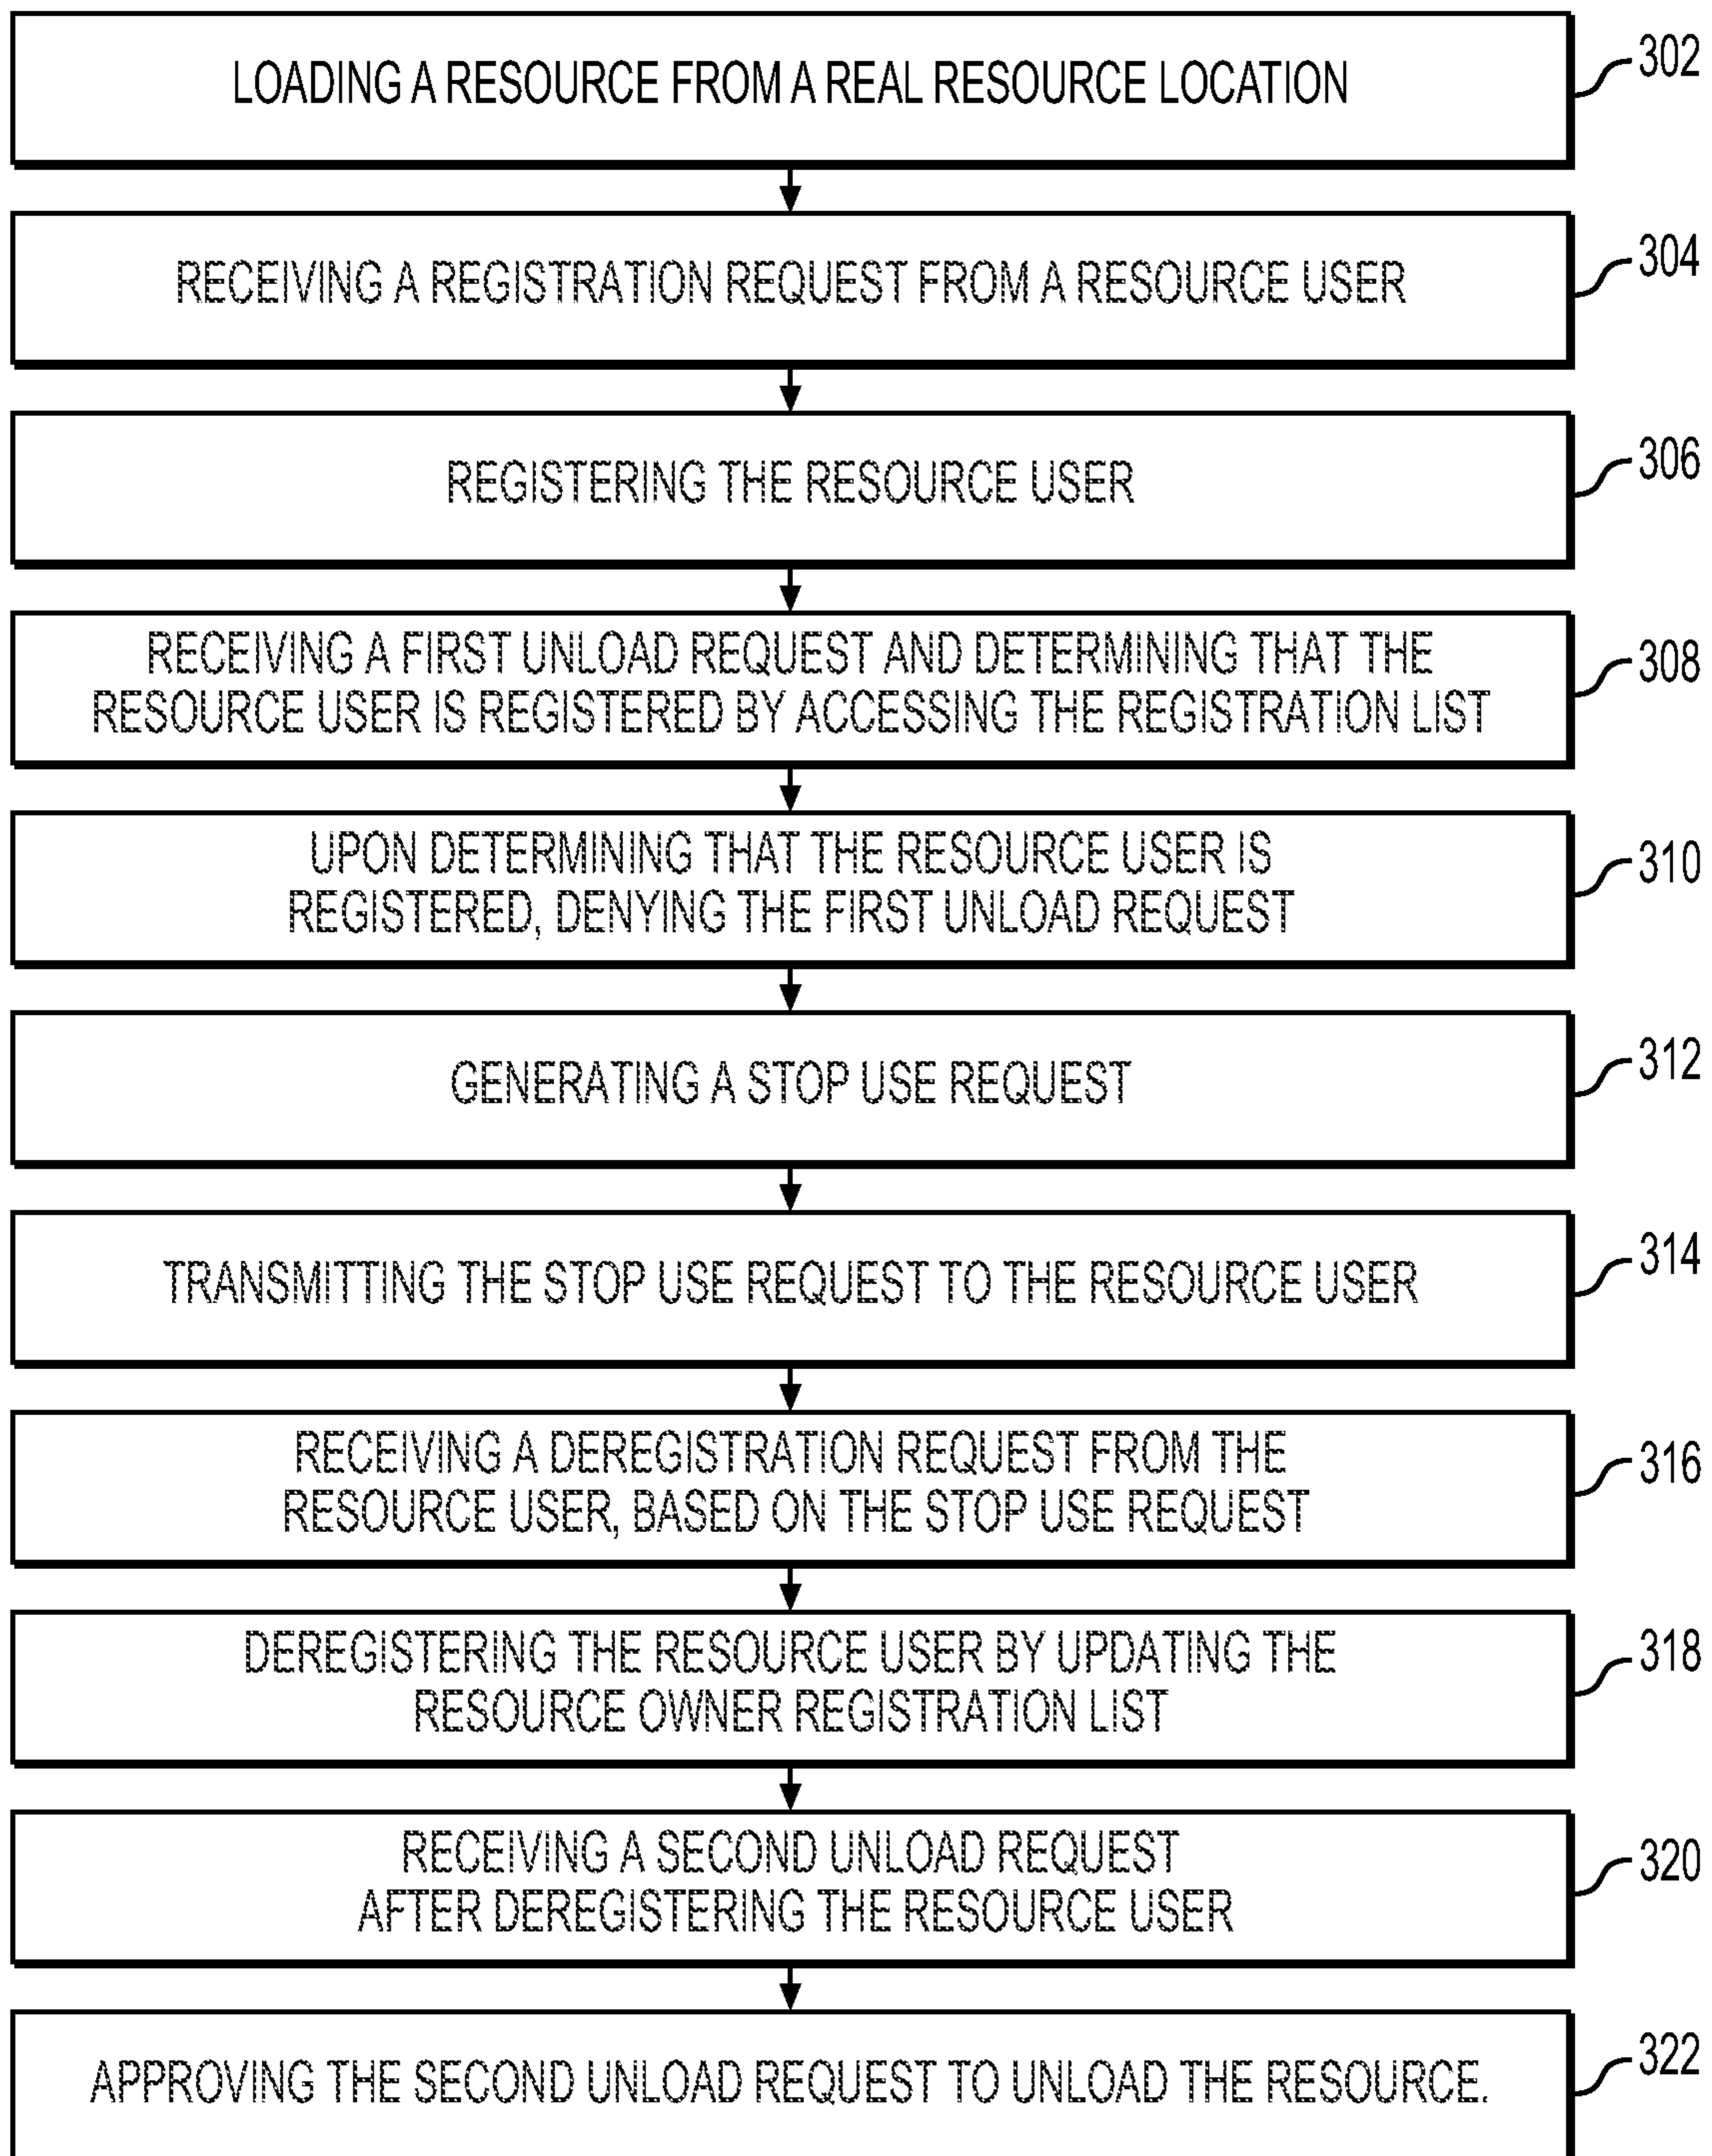 LOADING A RESOURCE FROM A REAL RESOURCE LOCATION
302
RECEIVING A REGISTRATION REQUEST FROM A RESOURCE USER
304
REGISTERING THE RESOURCE USER
306
RECEIVING A FIRST UNLOAD REQUEST AND DETERMINING THAT THE
RESOURCE USER IS REGISTERED BY ACCESSING THE REGISTRATION LIST
308
UPON DETERMINING THAT THE RESOURCE USER IS
REGISTERED, DENYING THE FIRST UNLOAD REQUEST
310
GENERATING A STOP USE REQUEST
312
TRANSMITTING THE STOP USE REQUEST TO THE RESOURCE USER
314
RECEIVING A DEREGISTRATION REQUEST FROM THE
RESOURCE USER, BASED ON THE STOP USE REQUEST
316
DEREGISTERING THE RESOURCE USER BY UPDATING THE
RESOURCE OWNER REGISTRATION LIST
318
RECEIVING A SECOND UNLOAD REQUEST
AFTER DEREGISTERING THE RESOURCE USER
320
APPROVING THE SECOND UNLOAD REQUEST TO UNLOAD THE RESOURCE.
322